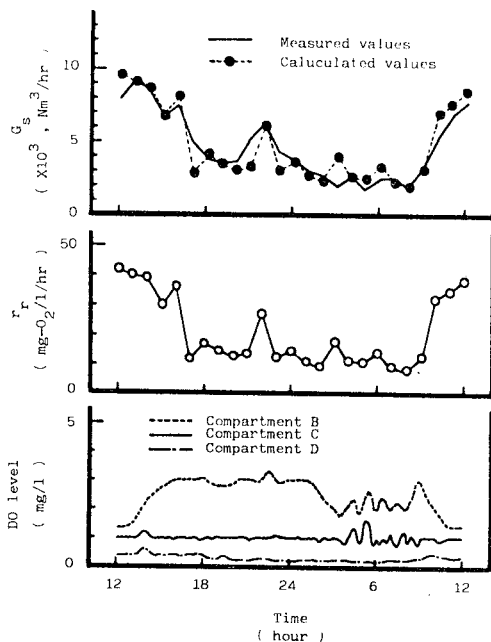 Measured values
Caluculated values
G_s
( X10^3 , Nm^3/hr )
10
5
0
r_r
( mg-O_2/l/hr )
50
0
Compartment B
Compartment C
Compartment D
DO level
( mg/l )
5
0
12 18 24 6 12
Time
( hour )